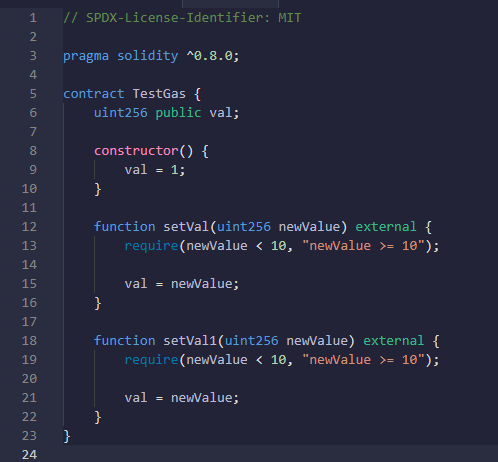 1 // SPDX-License-Identifier: MIT
2
3 pragma solidity ^0.8.0;
4
5 contract TestGas {
6     uint256 public val;
7
8     constructor() {
9         val = 1;
10     }
11
12     function setVal(uint256 newValue) external {
13         require(newValue < 10, "newValue >= 10");
14
15         val = newValue;
16     }
17
18     function setVal1(uint256 newValue) external {
19         require(newValue < 10, "newValue >= 10");
20
21         val = newValue;
22     }
23 }
24